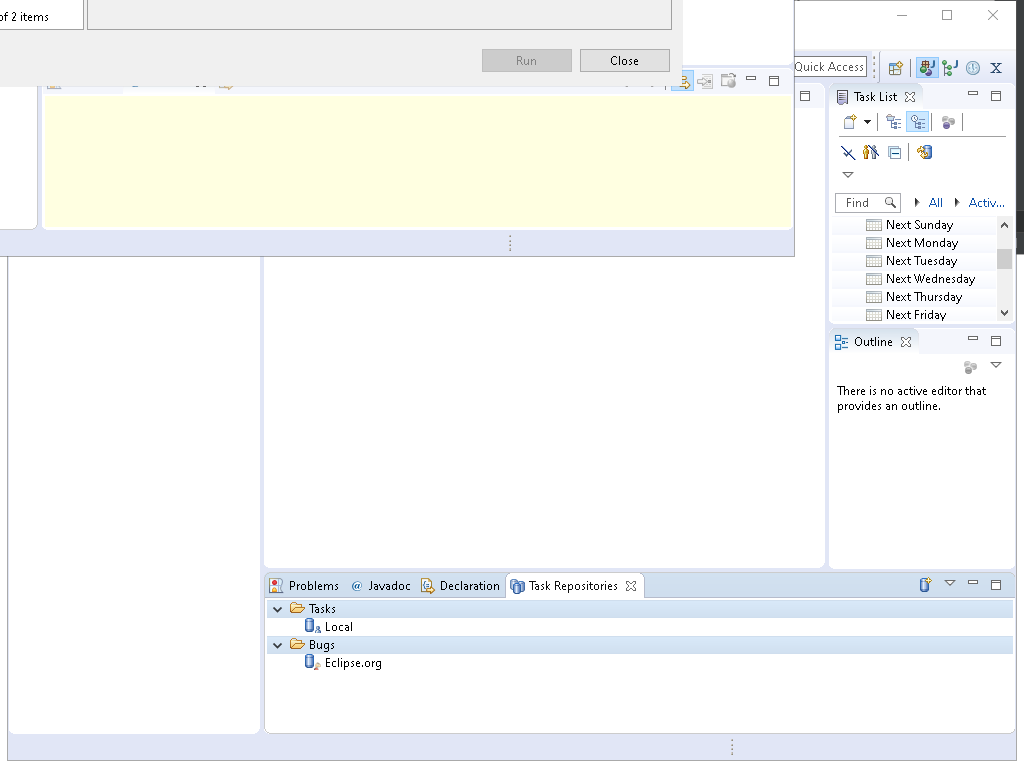 of 2 items
Run
Close
Quick Access
Task List
Find
All
Activ...
Next Sunday
Next Monday
Next Tuesday
Next Wednesday
Next Thursday
Next Friday
Outline
There is no active editor that
provides an outline.
Problems
@ Javadoc
Declaration
Task Repositories
Tasks
Local
Bugs
Eclipse.org